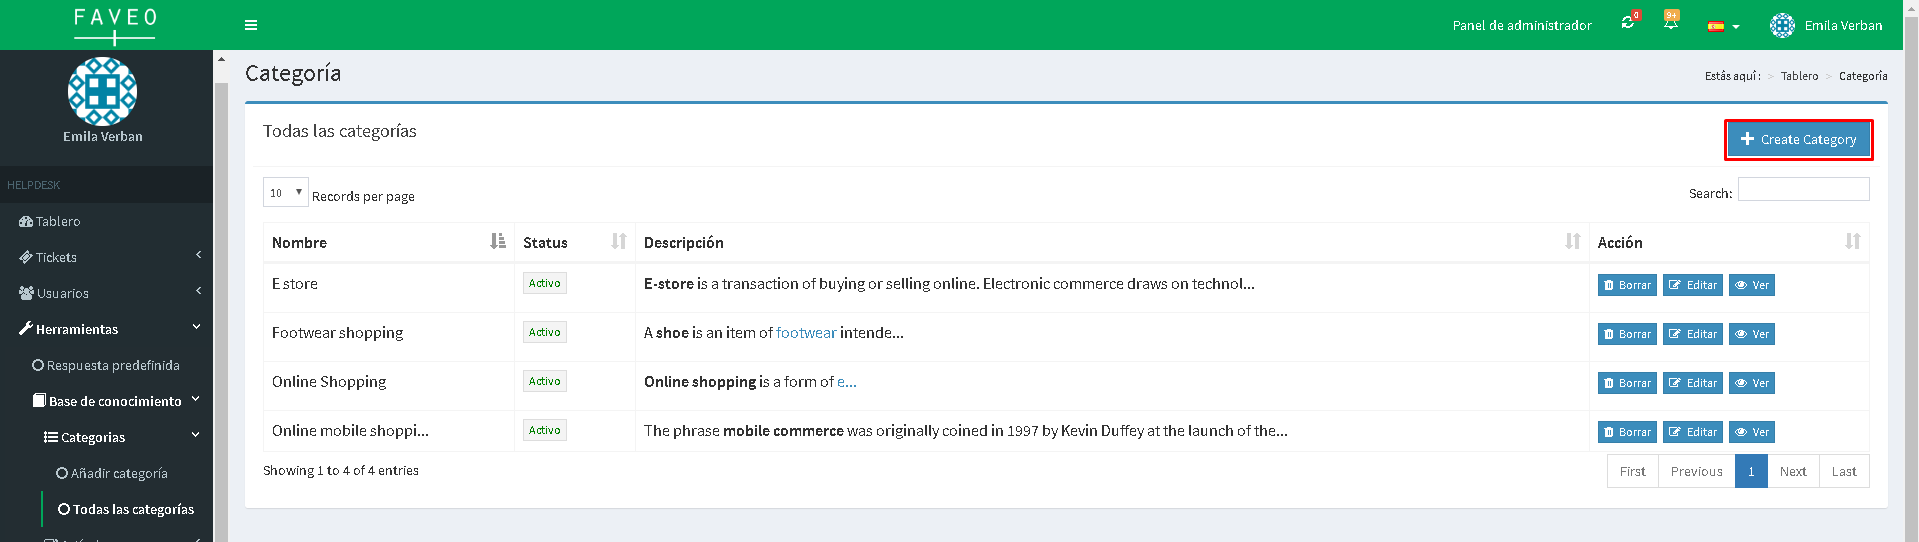 FAVEO
Panel de administrador 0 9+ Emila Verban
Emila Verban
HELPDESK
Tablero
Tickets
Usuarios
Herramientas
Respuesta predefinida
Base de conocimiento
Categorias
Añadir categoría
Todas las categorías
Categoría
Estás aquí : > Tablero > Categoría
Todas las categorías
Create Category
10 Records per page
Search:
Nombre Status Descripción Acción
E store Activo E-store is a transaction of buying or selling online. Electronic commerce draws on technol... Borrar Editar Ver
Footwear shopping Activo A shoe is an item of footwear intende... Borrar Editar Ver
Online Shopping Activo Online shopping is a form of e... Borrar Editar Ver
Online mobile shoppi... Activo The phrase mobile commerce was originally coined in 1997 by Kevin Duffey at the launch of the... Borrar Editar Ver
Showing 1 to 4 of 4 entries
First Previous 1 Next Last